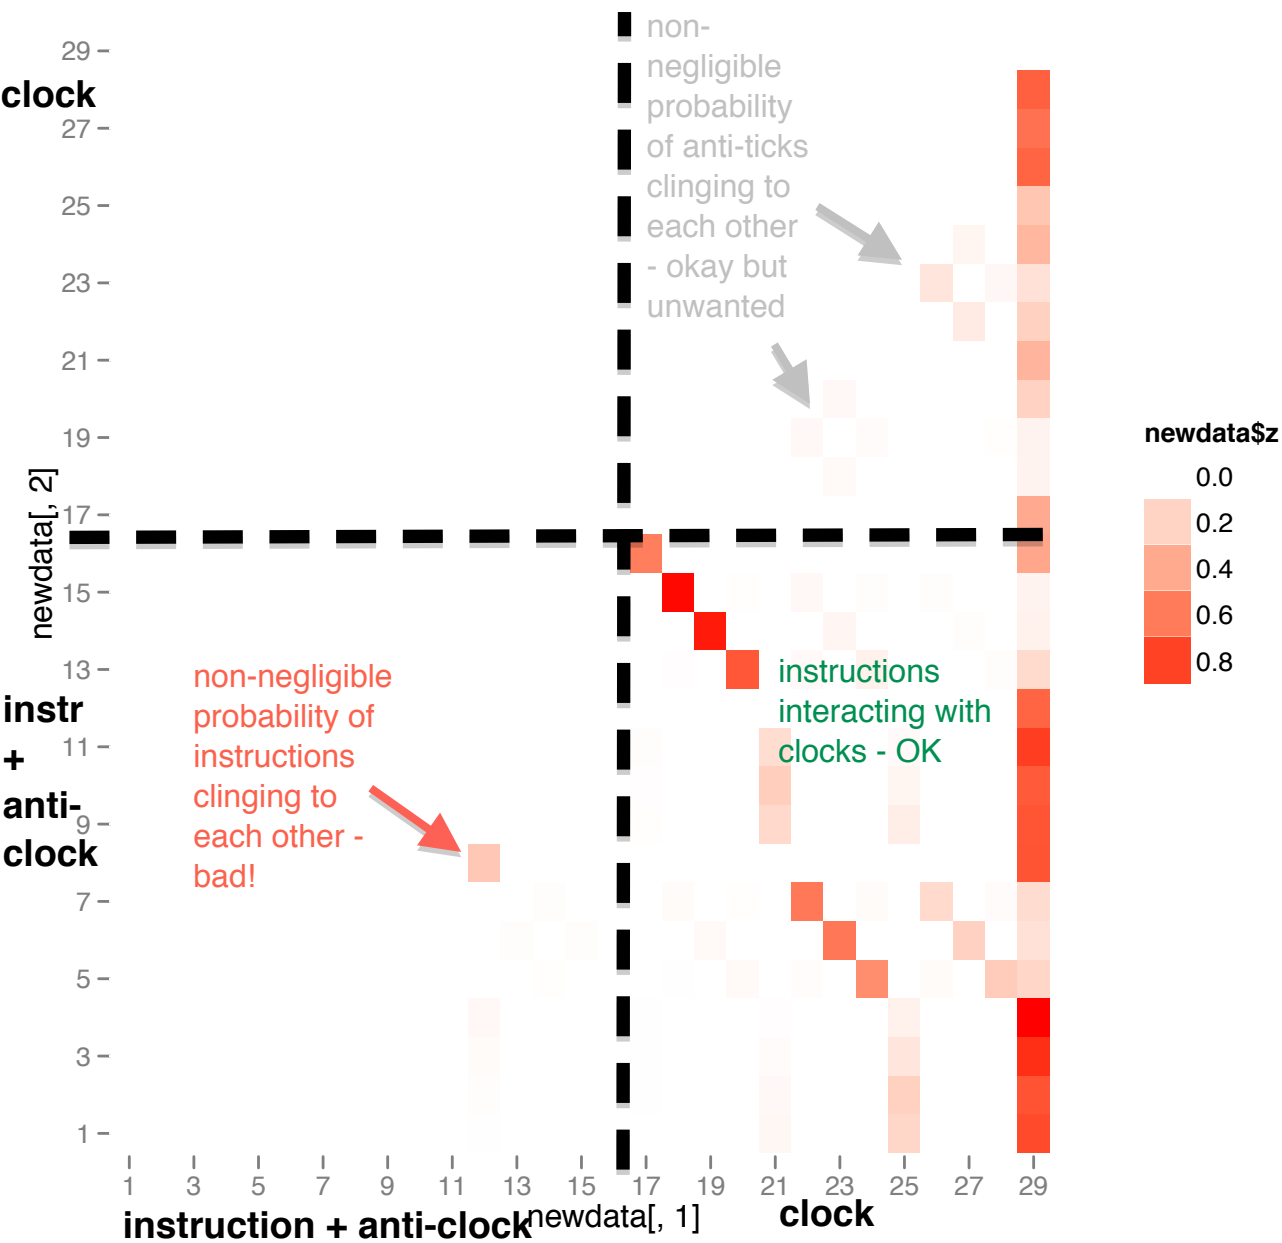 non-
negligible
probability
of anti-ticks
clinging to
each other
- okay but
unwanted
29
clock
27
25
23
21
19
17
15
13
11
9
7
5
3
1
newdata[, 2]
instr
+
anti-
clock
non-negligible
probability of
instructions
clinging to
each other -
bad!
instructions
interacting with
clocks - OK
newdata$z
0.0
0.2
0.4
0.6
0.8
1 3 5 7 9 11 13 15 17 19 21 23 25 27 29
instruction + anti-clock newdata[, 1] clock